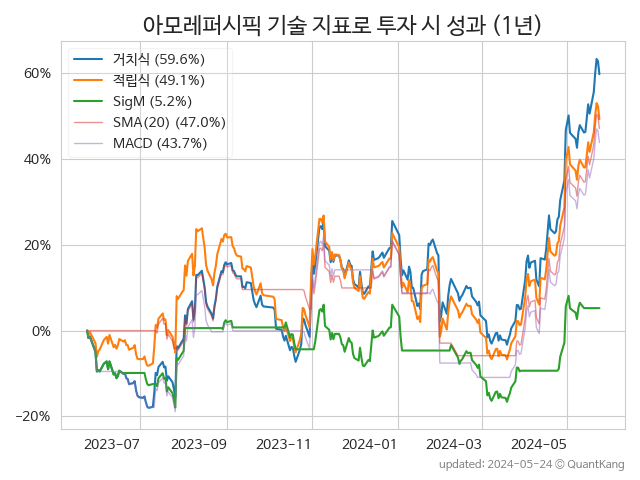 아모레퍼시픽 기술 지표로 투자 시 성과 (1년)
거치식 (59.6%)
적립식 (49.1%)
SigM (5.2%)
SMA(20) (47.0%)
MACD (43.7%)
60%
40%
20%
0%
−20%
2023-07 2023-09 2023-11 2024-01 2024-03 2024-05
updated: 2024-05-24 © QuantKang